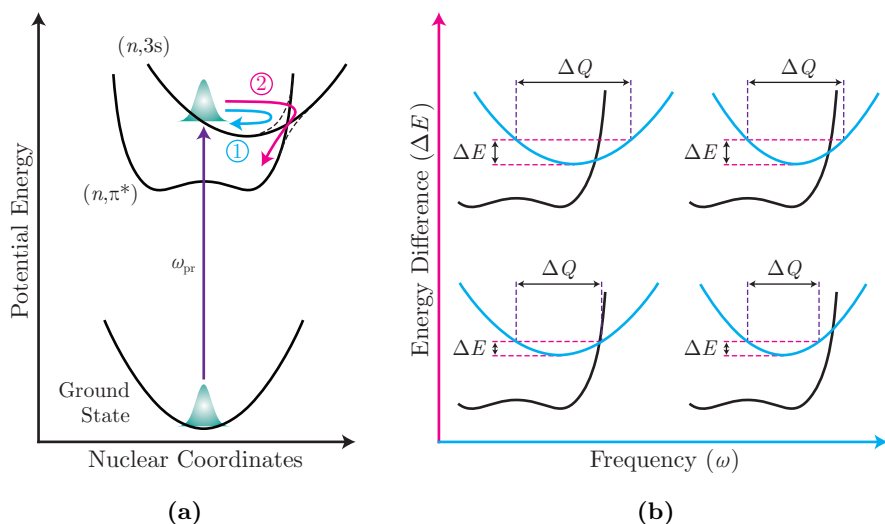 (n,3s)
②
①
(n,π*)
ω_pr
Ground
State
Potential Energy
Nuclear Coordinates
(a)
Energy Difference (ΔE)
ΔQ
ΔE
ΔQ
ΔE
ΔQ
ΔE
ΔQ
ΔE
Frequency (ω)
(b)